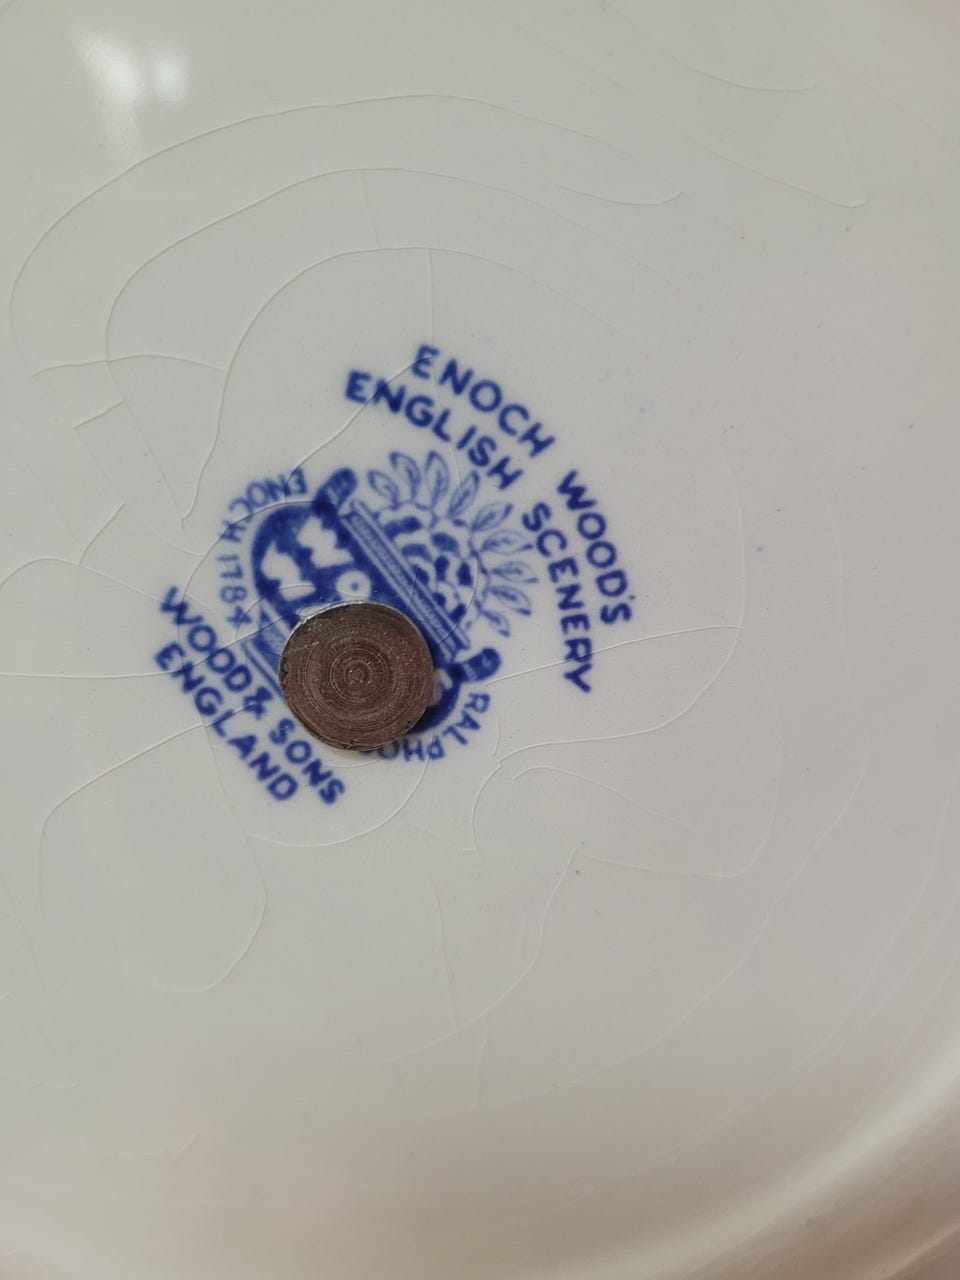 ENOCH WOOD'S
ENGLISH SCENERY
ENOCH 1784
RALPH
WOOD & SONS
ENGLAND